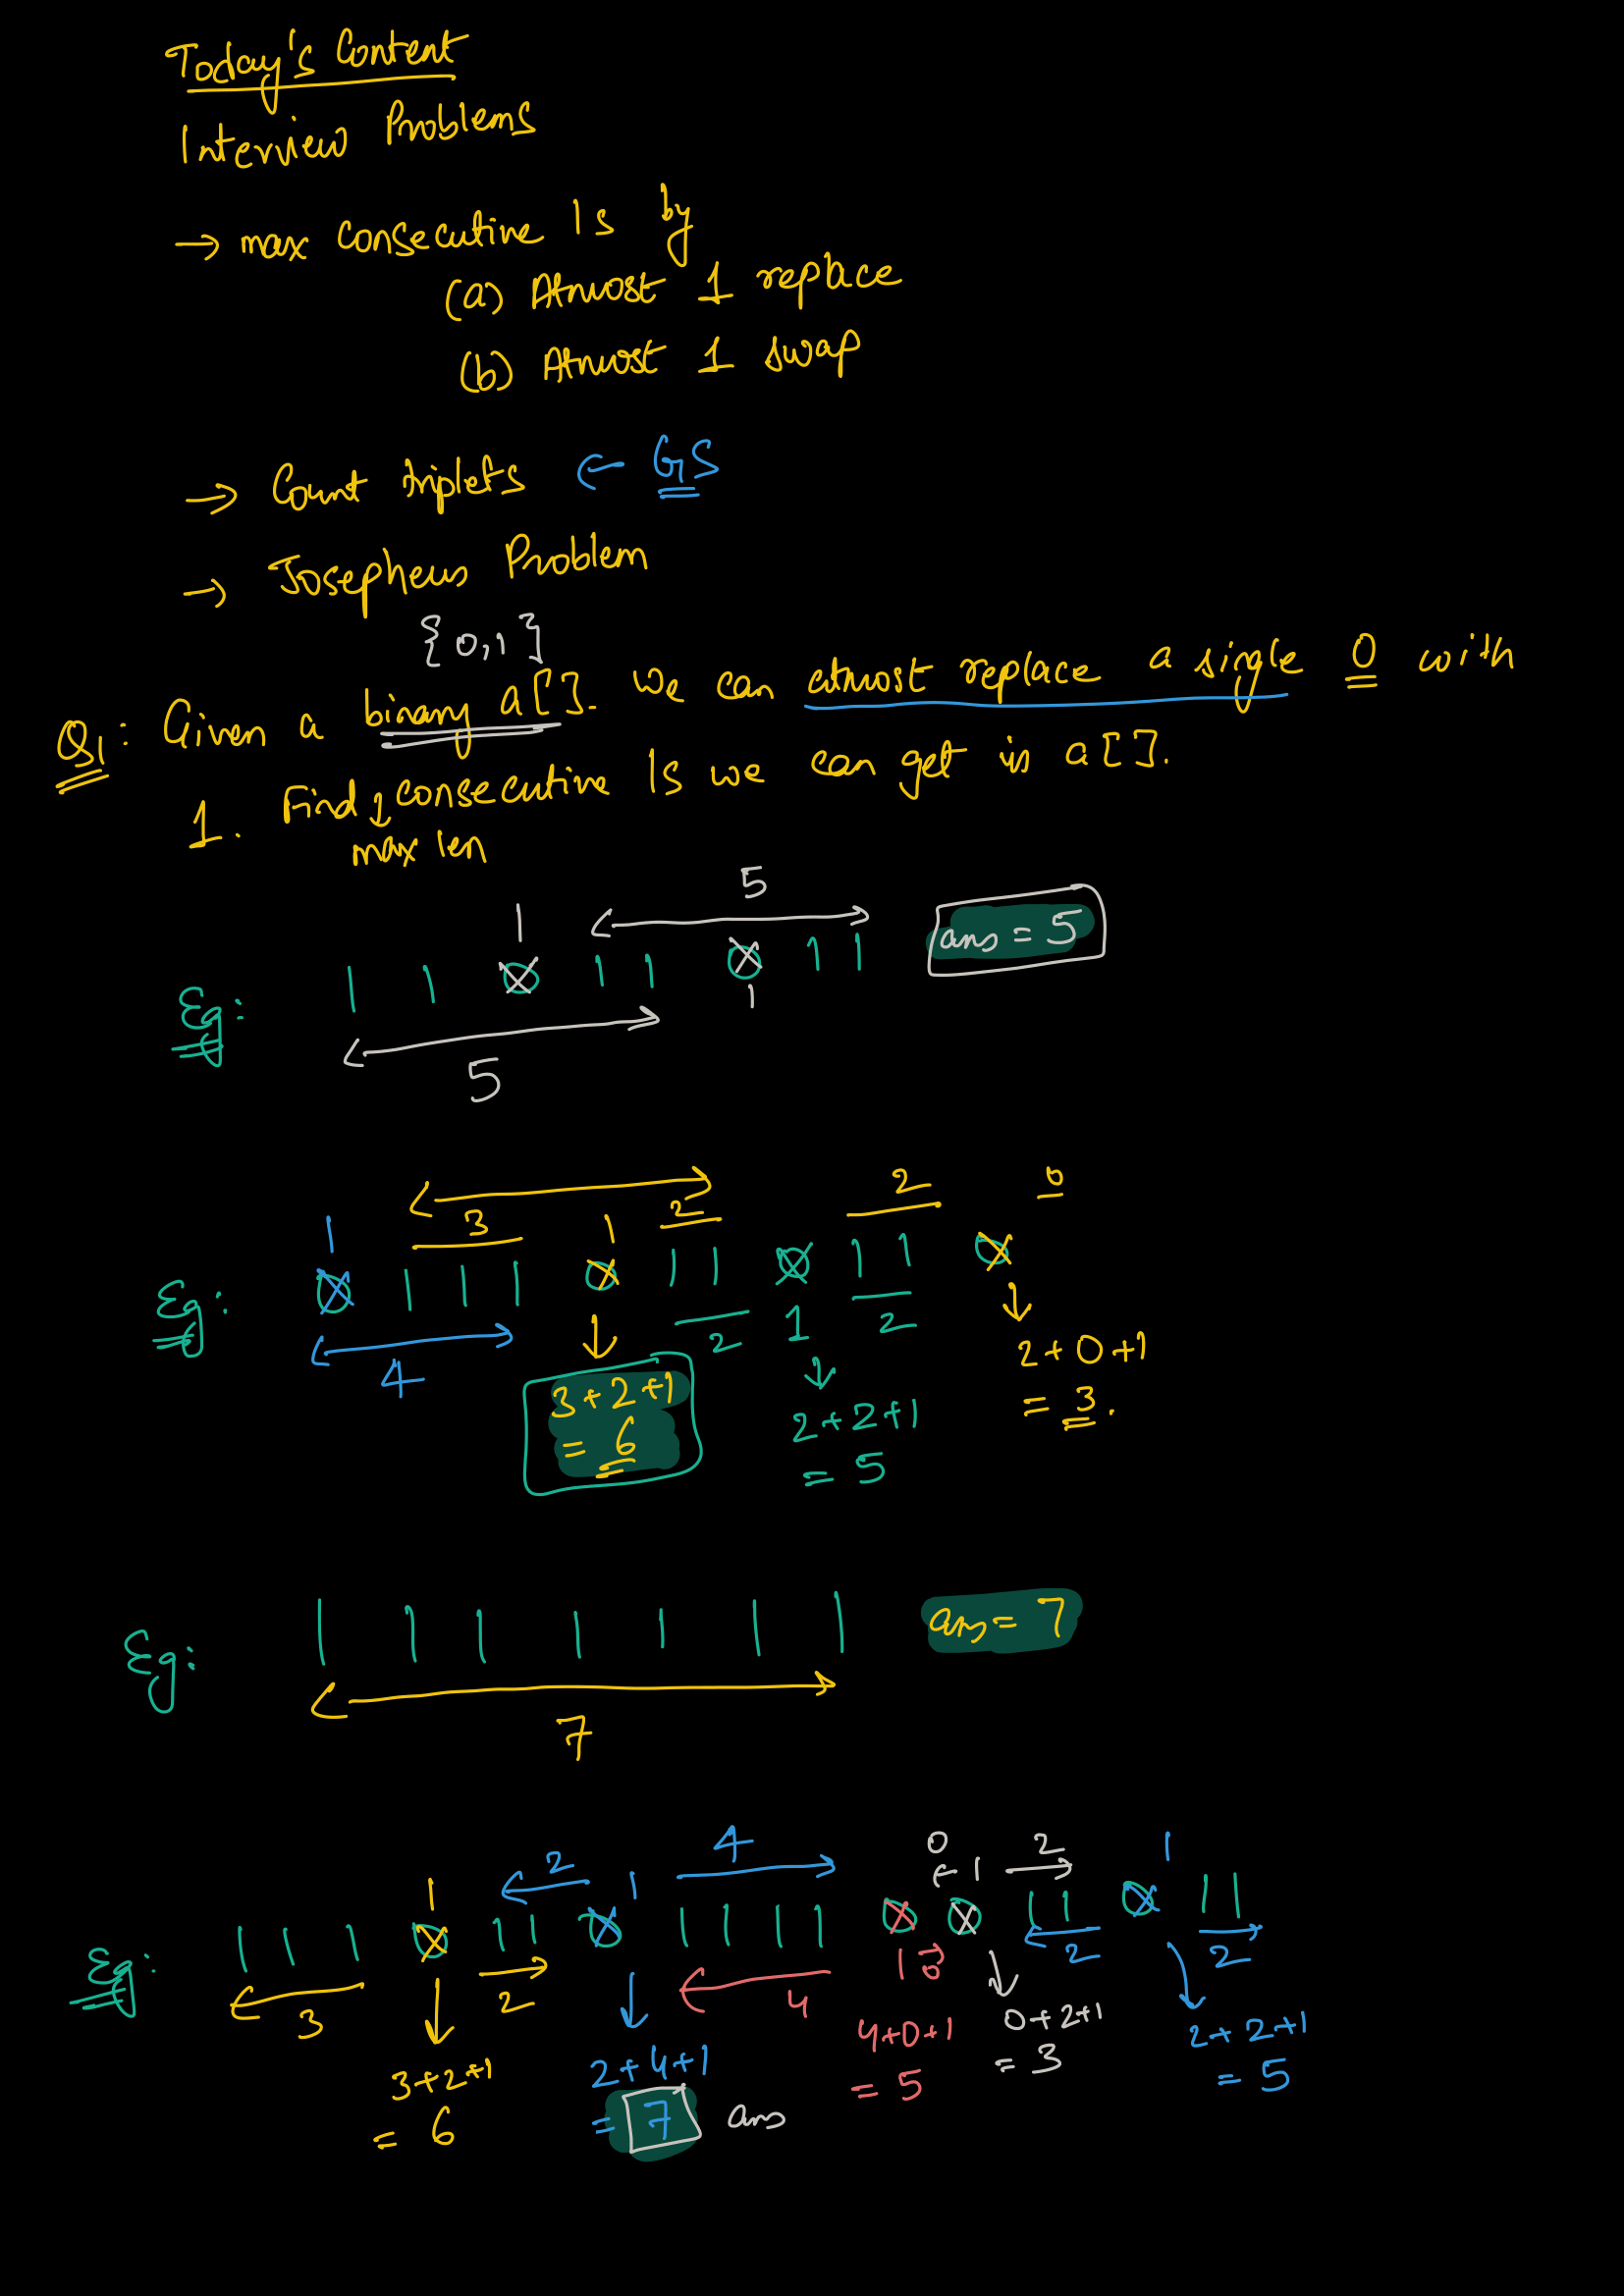 Today's Content
Interview Problems
→ max consecutive 1s by
(a) Atmost 1 replace
(b) Atmost 1 swap
→ Count triplets ← GS
→ Josepheus Problem
{0,1}
Q1: Given a binary a[]. We can atmost replace a single 0 with
1. Find consecutive 1s we can get in a[].
max len
5
1
Eg: 1 1 0 1 1 0 1 1 ans = 5
1
5
2 0
3 1 2
1
Eg: 0 1 1 1 0 1 1 0 1 1 0
2 1 2
4
3+2+1 = 6
2+2+1 = 5
2+0+1 = 3.
Eg: 1 1 1 1 1 1 1 ans = 7
7
1 2 1 4 0 ← 1 2 1
Eg: 1 1 1 0 1 1 0 1 1 1 1 0 0 1 1 0 1 1
3 2 4 1 0 2 2
3+2+1 = 6
2+4+1 = 7 ans
4+0+1 = 5
0+2+1 = 3
2+2+1 = 5